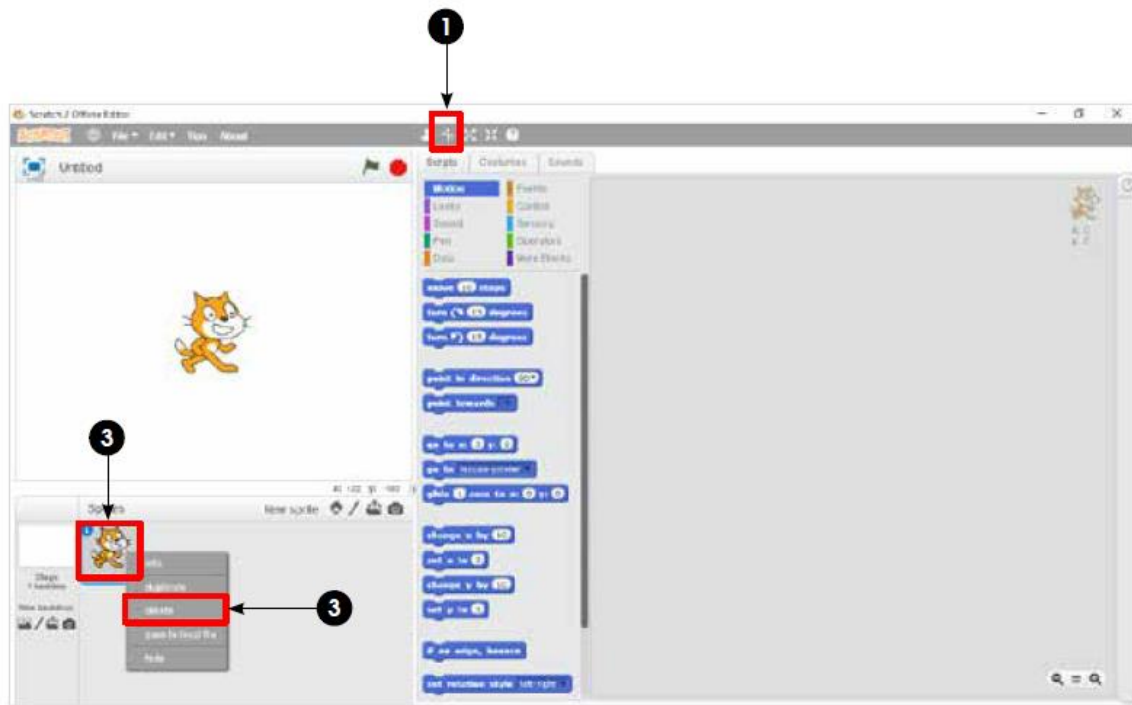 1
Scratch 2 Offline Editor
SCRATCH File Edit Tips About
Untitled
Scripts Costumes Sounds
Motion Events
Looks Control
Sound Sensing
Pen Operators
Data More Blocks
move 10 steps
turn 15 degrees
turn 15 degrees
point in direction 90
point towards
3
go to x: 0 y: 0
go to mouse-pointer
glide 1 secs to x: 0 y: 0
Sprites New sprite
change x by 10
set x to 0
change y by 10
set y to 0
Stage
1 backdrop
New backdrop
info
duplicate
delete
3
save to local file
hide
if on edge, bounce
set rotation style left-right